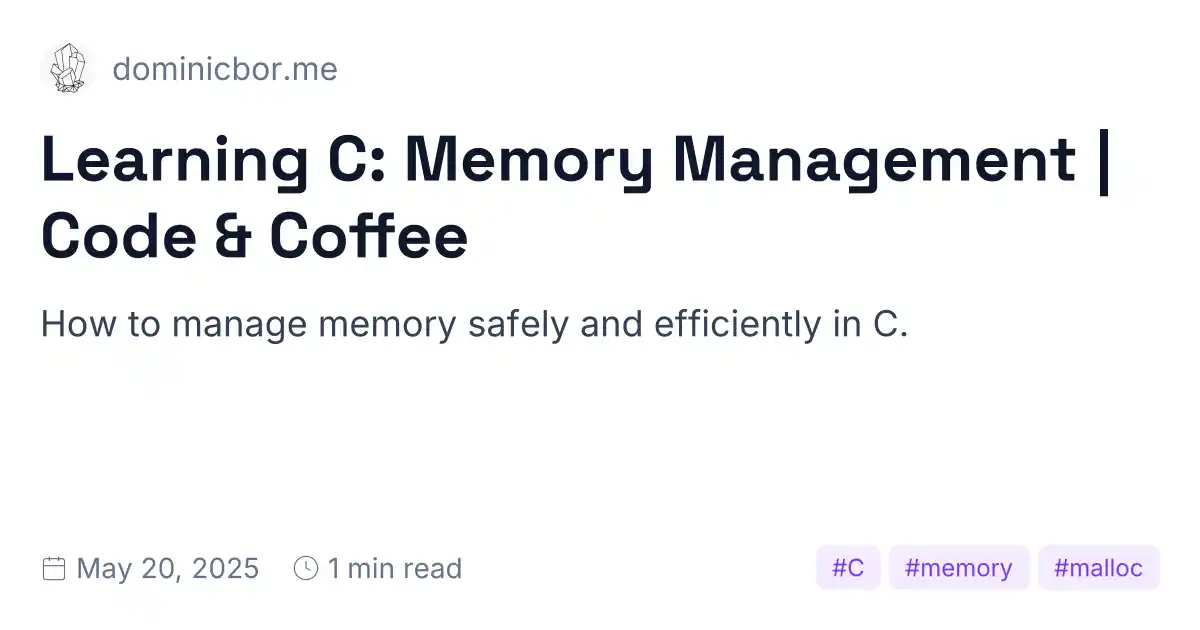 dominicbor.me
Learning C: Memory Management |
Code & Coffee
How to manage memory safely and efficiently in C.
May 20, 2025 1 min read #C #memory #malloc